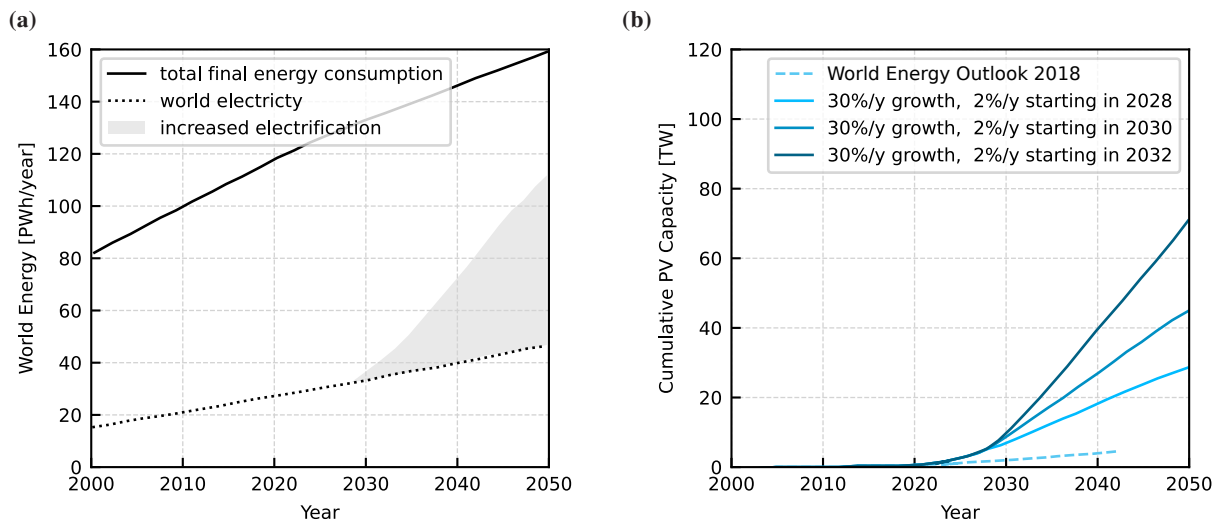 (a)
160
140
120
100
80
60
40
20
0
World Energy [PWh/year]
total final energy consumption
world electricty
increased electrification
2000 2010 2020 2030 2040 2050
Year
(b)
120
100
80
60
40
20
0
Cumulative PV Capacity [TW]
World Energy Outlook 2018
30%/y growth, 2%/y starting in 2028
30%/y growth, 2%/y starting in 2030
30%/y growth, 2%/y starting in 2032
2000 2010 2020 2030 2040 2050
Year